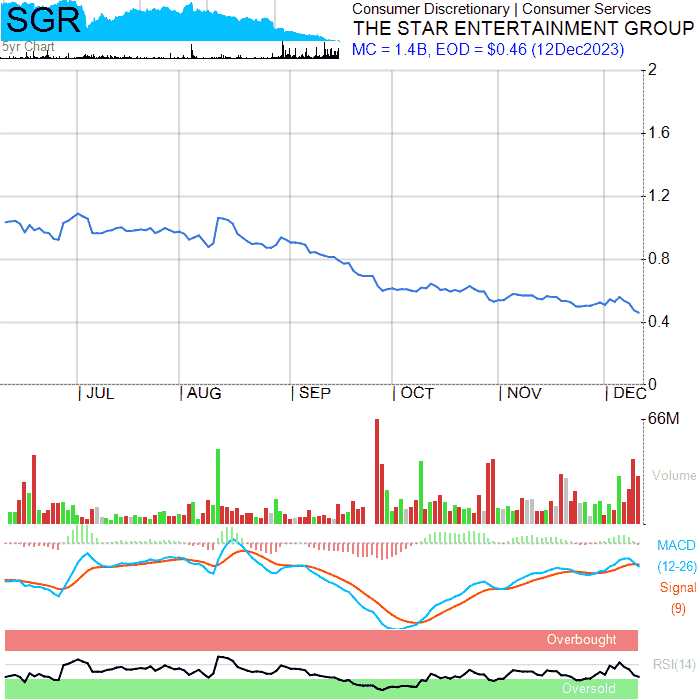 SGR
5yr Chart
Consumer Discretionary | Consumer Services
THE STAR ENTERTAINMENT GROUP
MC = 1.4B, EOD = $0.46 (12Dec2023)
2
1.6
1.2
0.8
0.4
0
| JUL | AUG | SEP | OCT | NOV | DEC
66M
Volume
MACD
(12-26)
Signal
(9)
Overbought
RSI(14)
Oversold